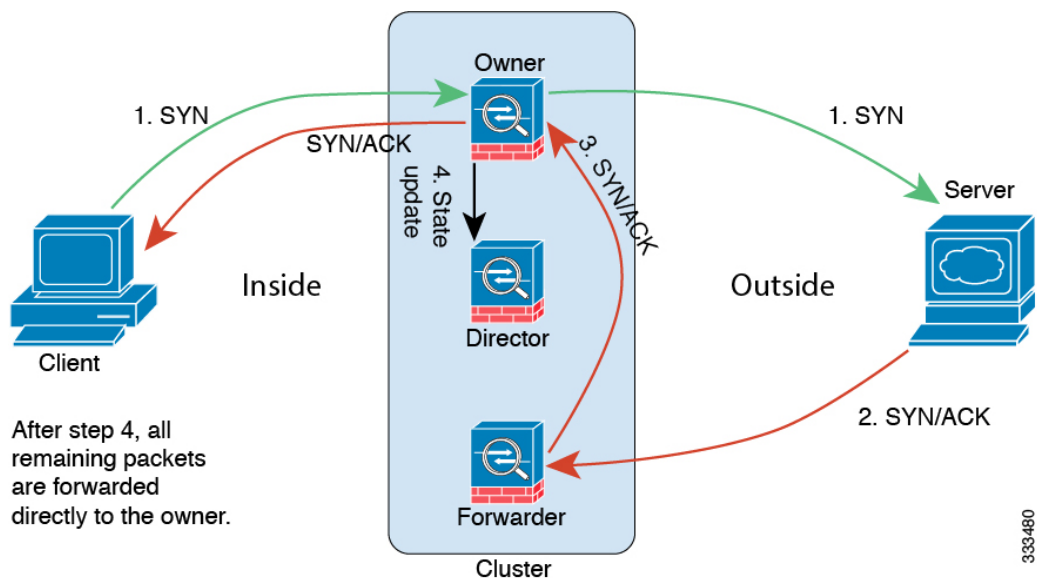 Owner
1. SYN
1. SYN
SYN/ACK
3. SYN/ACK
4. State
update
Server
Inside
Outside
Director
Client
2. SYN/ACK
After step 4, all
remaining packets
are forwarded
directly to the owner.
Forwarder
Cluster
333480